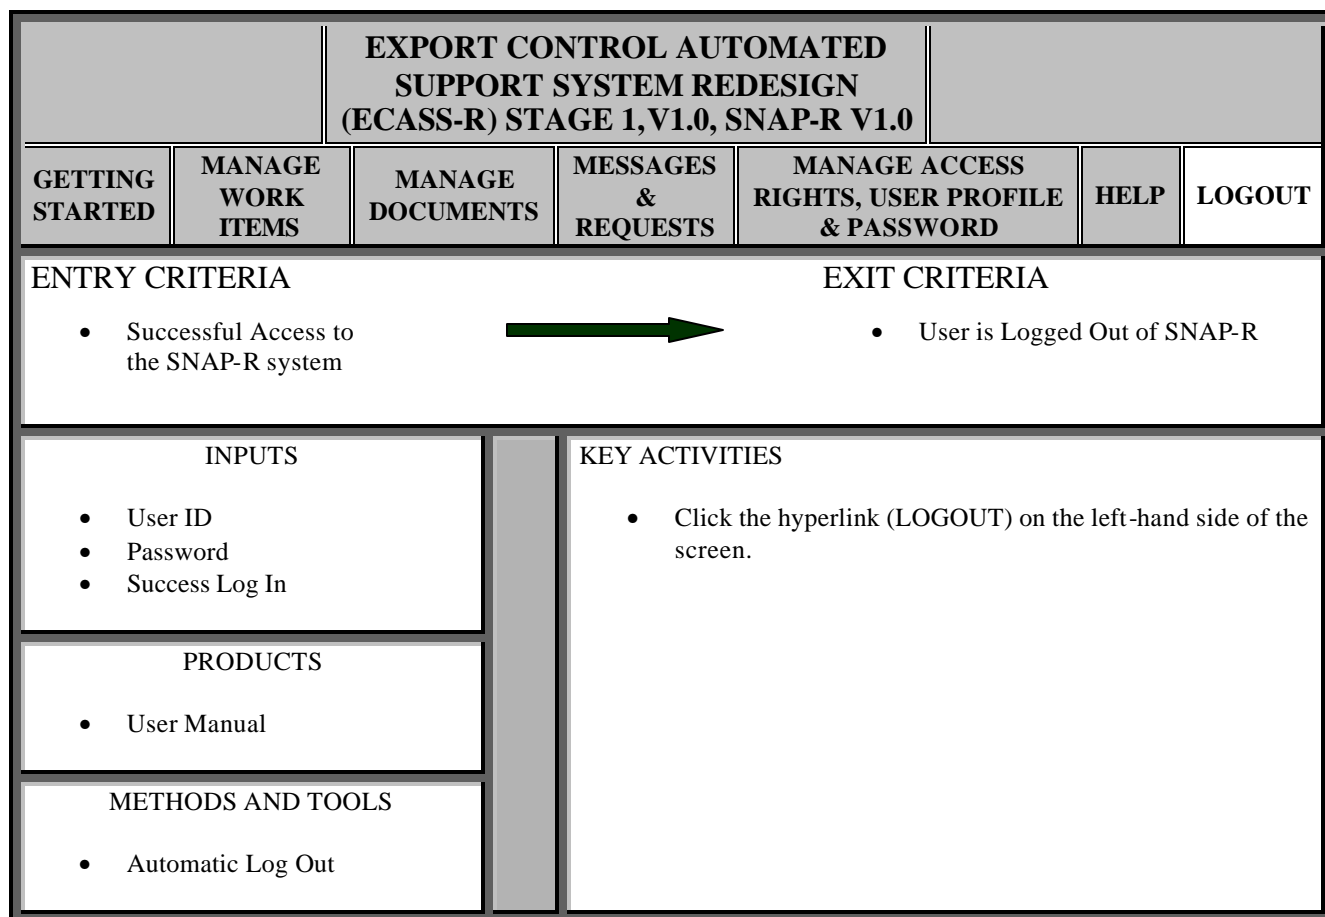 EXPORT CONTROL AUTOMATED
SUPPORT SYSTEM REDESIGN
(ECASS-R) STAGE 1,V1.0, SNAP-R V1.0
GETTING
STARTED
MANAGE
WORK
ITEMS
MANAGE
DOCUMENTS
MESSAGES
&
REQUESTS
MANAGE ACCESS
RIGHTS, USER PROFILE
& PASSWORD
HELP
LOGOUT
ENTRY CRITERIA
• Successful Access to
the SNAP-R system
EXIT CRITERIA
• User is Logged Out of SNAP-R
INPUTS
• User ID
• Password
• Success Log In
PRODUCTS
• User Manual
METHODS AND TOOLS
• Automatic Log Out
KEY ACTIVITIES
• Click the hyperlink (LOGOUT) on the left-hand side of the
screen.